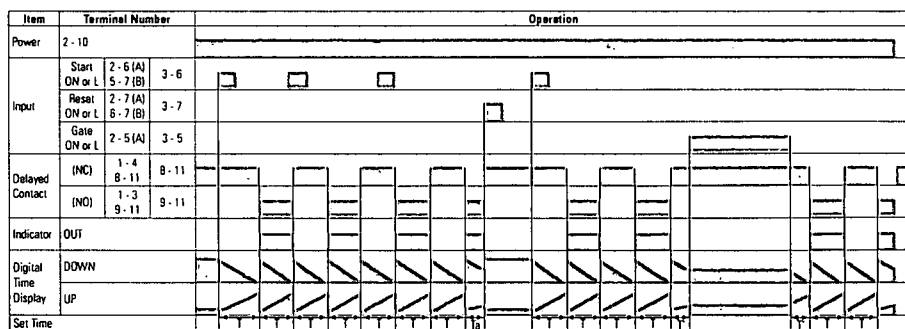 Item Terminal Number Operation
Power 2 - 10
Input
Start ON or L 2 - 6 (A) 5 - 7 (B) 3 - 6
Reset ON or L 2 - 7 (A) 6 - 7 (B) 3 - 7
Gate ON or L 2 - 5 (A) 3 - 5
Delayed Contact
(NC) 1 - 4 8 - 11 8 - 11
(NO) 1 - 3 9 - 11 9 - 11
Indicator OUT
Digital Time Display
DOWN
UP
Set Time T T T T T T T Ta T T T T